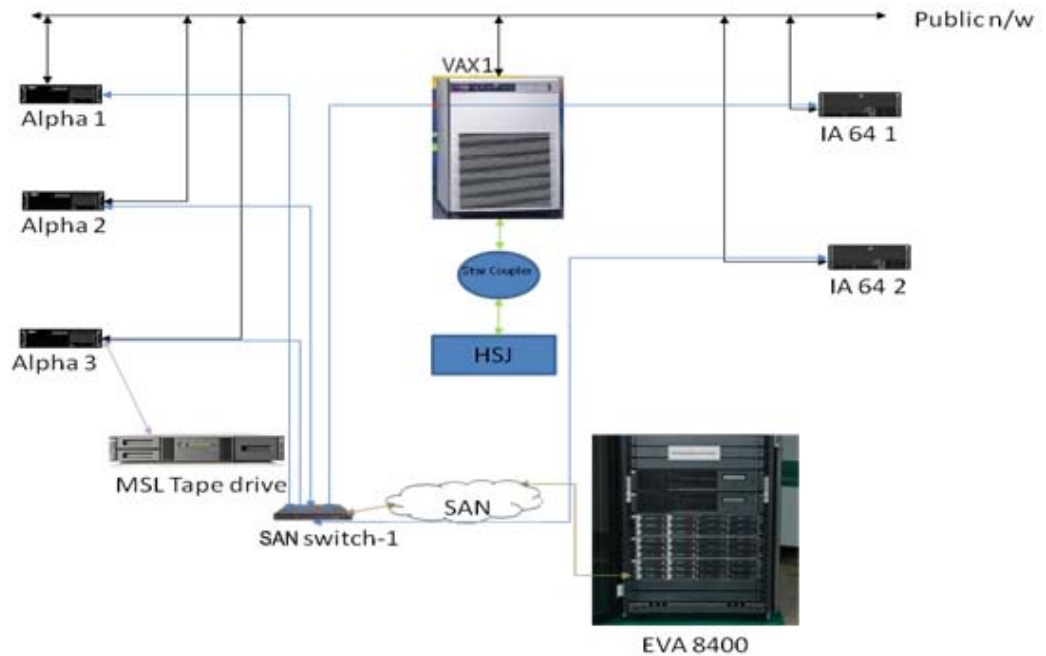 Public n/w
VAX1
Alpha 1
IA 64 1
Alpha 2
Star Coupler
IA 64 2
HSJ
Alpha 3
MSL Tape drive
SAN
SAN switch-1
EVA 8400